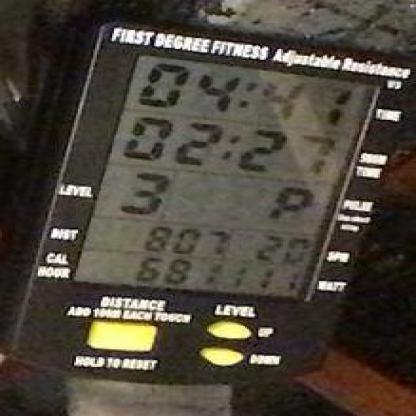 FIRST DEGREE FITNESS Adjustable Resistance
04:41
TIME
02:27
500M
TIME
LEVEL
3 P
PULSE
DIST
807 20
SPM
CAL
HOUR
WATT
DISTANCE
ADD 100M EACH TOUCH
HOLD TO RESET
LEVEL
UP
DOWN